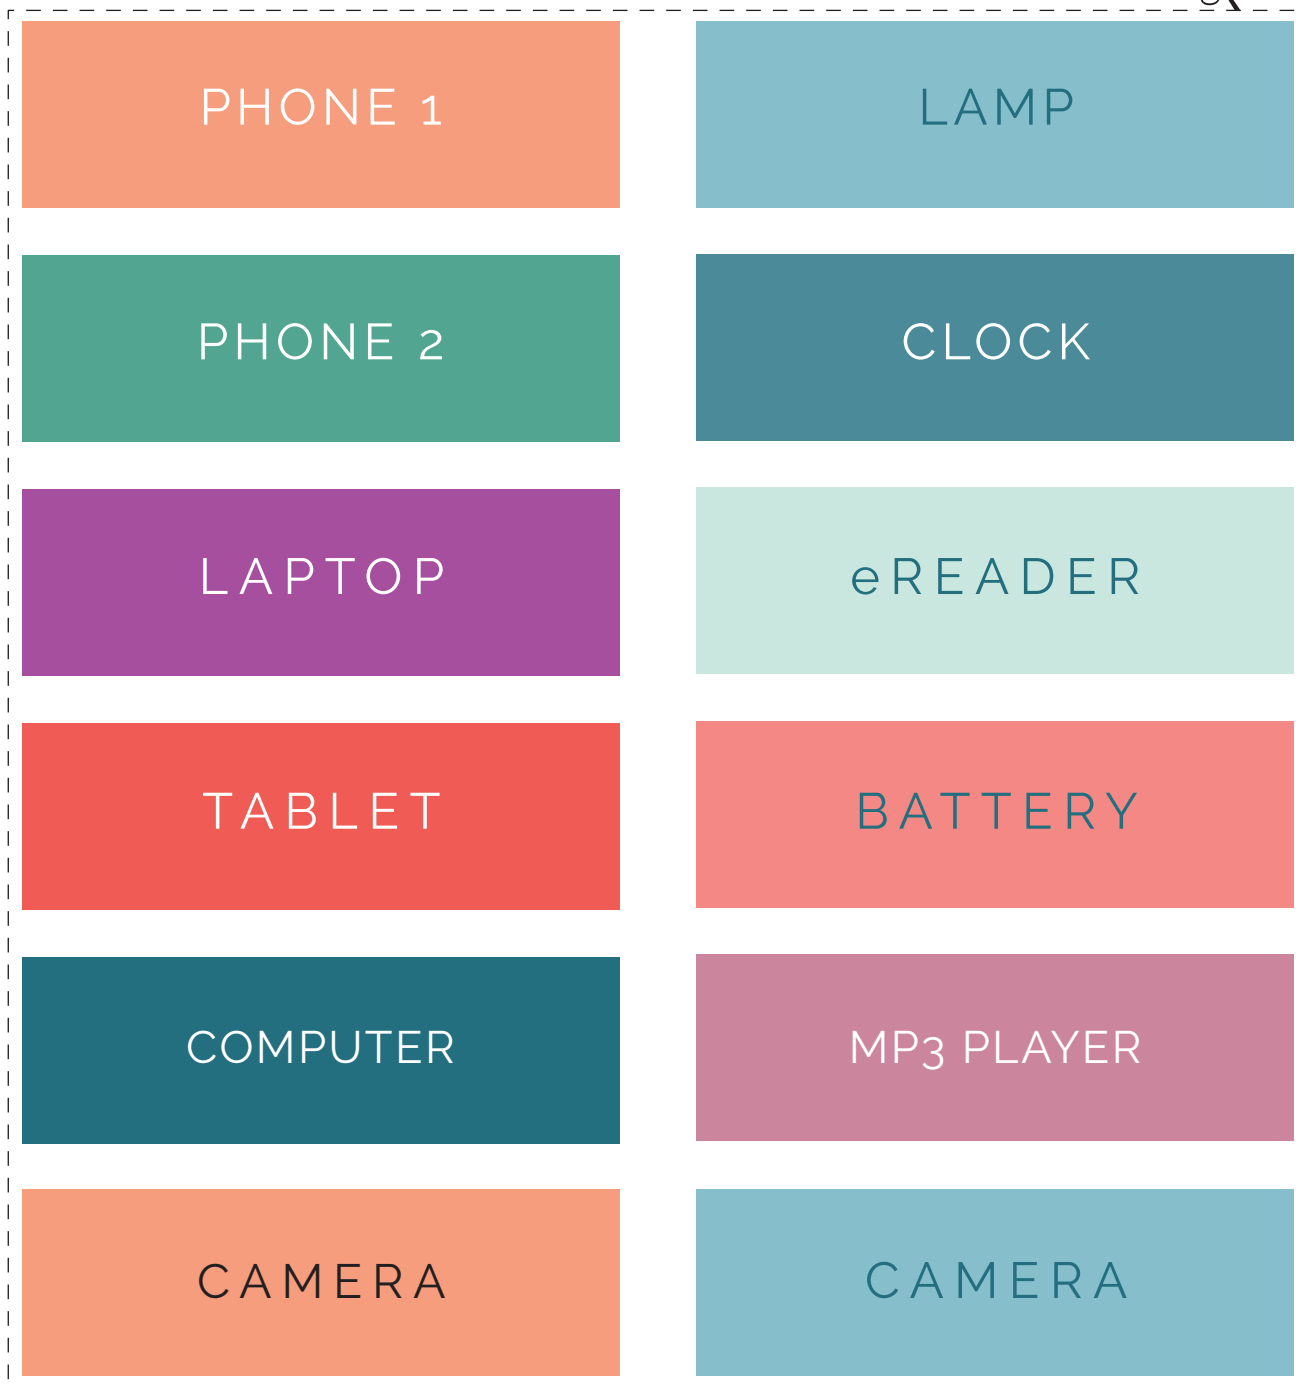 PHONE 1
LAMP
PHONE 2
CLOCK
LAPTOP
eREADER
TABLET
BATTERY
COMPUTER
MP3 PLAYER
CAMERA
CAMERA